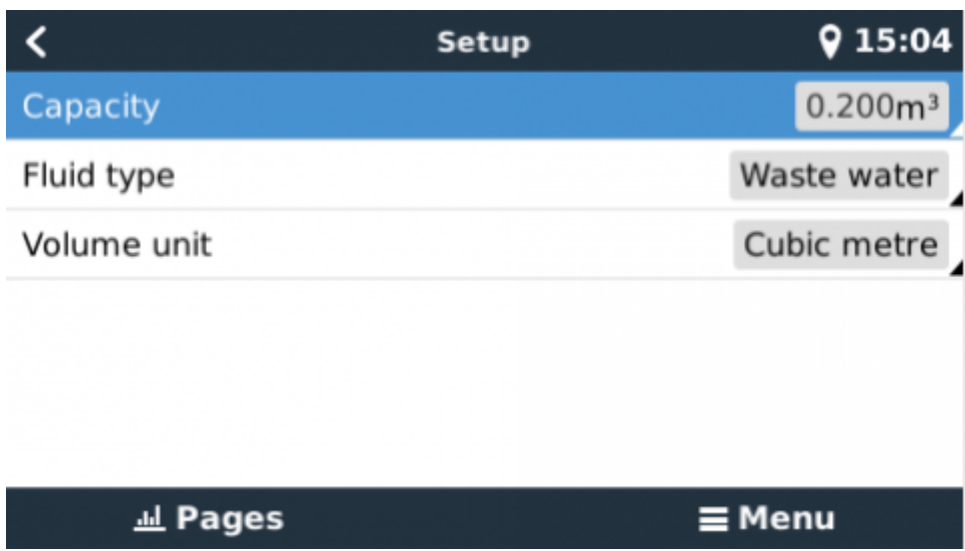 Setup 15:04
Capacity 0.200m³
Fluid type Waste water
Volume unit Cubic metre
Pages Menu